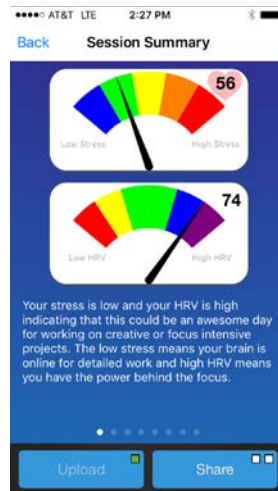 AT&T LTE 2:27 PM
Back Session Summary
56
Low Stress High Stress
74
Low HRV High HRV
Your stress is low and your HRV is high
indicating that this could be an awesome day
for working on creative or focus intensive
projects. The low stress means your brain is
online for detailed work and high HRV means
you have the power behind the focus.
Upload Share